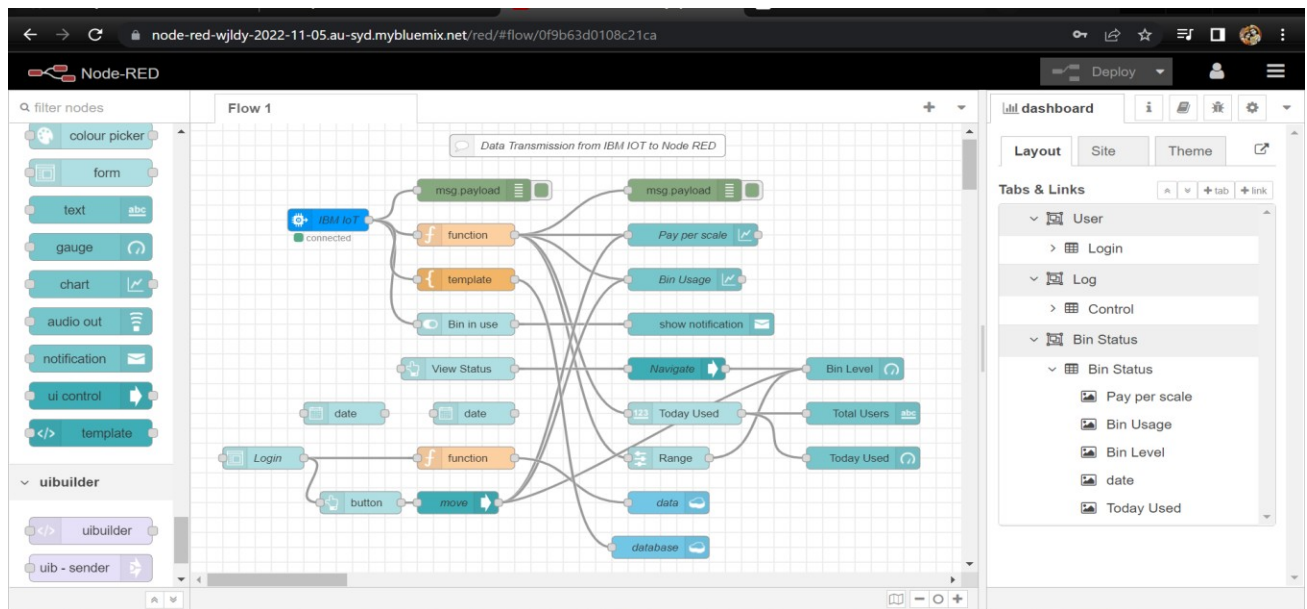 node-red-wjldy-2022-11-05.au-syd.mybluemix.net/red/#flow/0f9b63d0108c21ca
Node-RED
Deploy
filter nodes
colour picker
form
text
abc
gauge
chart
audio out
notification
ui control
template
uibuilder
uibuilder
uib - sender
Flow 1
Data Transmission from IBM IOT to Node RED
msg.payload
msg.payload
IBM IoT
connected
function
Pay per scale
template
Bin Usage
Bin in use
show notification
View Status
Navigate
Bin Level
date
date
123
Today Used
Total Users
abc
Login
function
Range
Today Used
button
move
data
database
dashboard
i
Layout
Site
Theme
Tabs & Links
+ tab
+ link
User
Login
Log
Control
Bin Status
Bin Status
Pay per scale
Bin Usage
Bin Level
date
Today Used